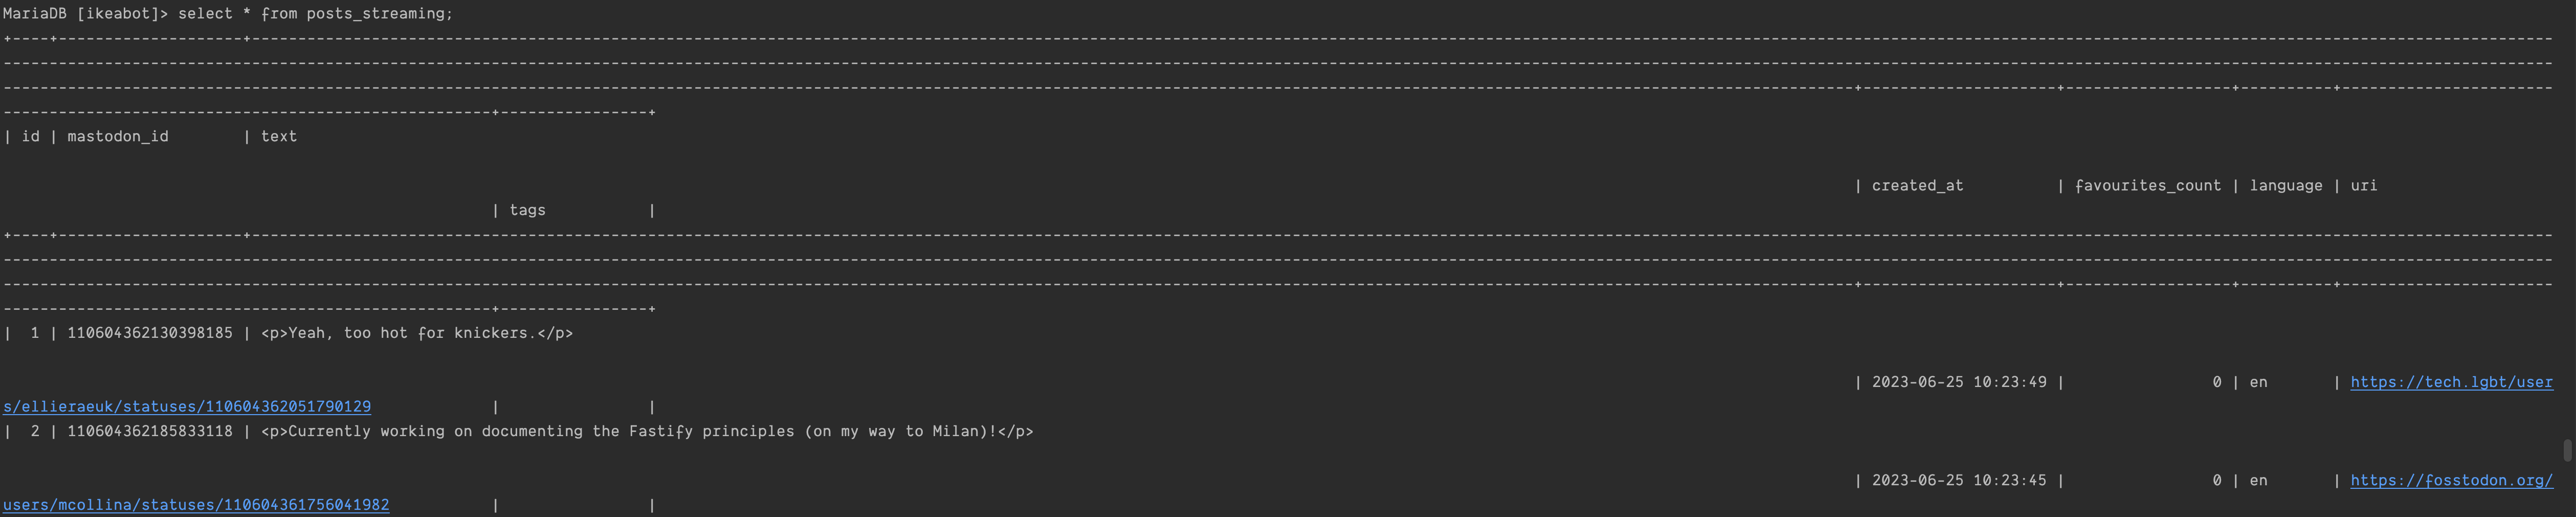 MariaDB [ikeabot]> select * from posts_streaming;
| id | mastodon_id | text
| created_at | favourites_count | language | uri
| tags |
| 1 | 110604362130398185 | <p>Yeah, too hot for knickers.</p>
| 2023-06-25 10:23:49 | 0 | en | https://tech.lgbt/user
s/ellieraeuk/statuses/110604362051790129 | |
| 2 | 110604362185833118 | <p>Currently working on documenting the Fastify principles (on my way to Milan)!</p>
| 2023-06-25 10:23:45 | 0 | en | https://fosstodon.org/
users/mcollina/statuses/110604361756041982 | |